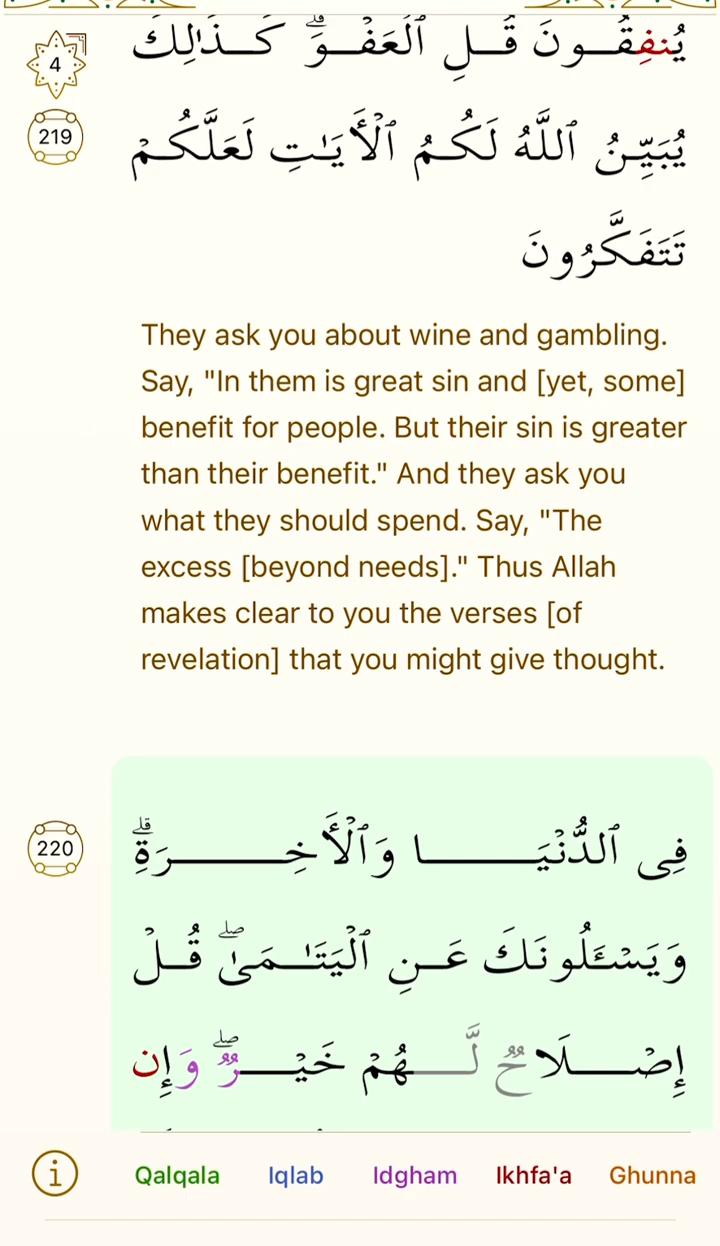 4
يُنفِقُونَ قُلِ ٱلْعَفْوَ ۗ كَذَٰلِكَ
219
يُبَيِّنُ ٱللَّهُ لَكُمُ ٱلْأَيَـٰتِ لَعَلَّكُمْ
تَتَفَكَّرُونَ
They ask you about wine and gambling.
Say, "In them is great sin and [yet, some]
benefit for people. But their sin is greater
than their benefit." And they ask you
what they should spend. Say, "The
excess [beyond needs]." Thus Allah
makes clear to you the verses [of
revelation] that you might give thought.
220
فِى ٱلدُّنْيَا وَٱلْأَخِرَةِ ۗ
وَيَسْـَٔلُونَكَ عَنِ ٱلْيَتَـٰمَىٰ ۖ قُلْ
إِصْلَاحٌ لَّهُمْ خَيْرٌ ۖ وَإِن
Qalqala Iqlab Idgham Ikhfa'a Ghunna